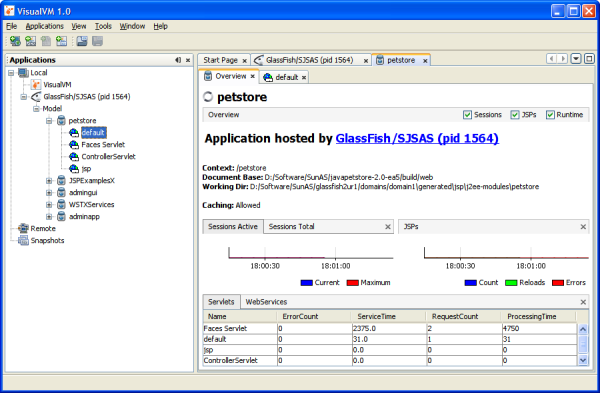 VisualVM 1.0
File Applications View Tools Window Help
Applications
Local
VisualVM
GlassFish/SJSAS (pid 1564)
Model
petstore
default
Faces Servlet
ControllerServlet
jsp
JSPExamplesX
admingui
WSTXServices
adminapp
Remote
Snapshots
Start Page GlassFish/SJSAS (pid 1564) petstore
Overview default
petstore
Overview Sessions JSPs Runtime
Application hosted by GlassFish/SJSAS (pid 1564)
Context: /petstore
Document Base: D:/Software/SunAS/javapetstore-2.0-ea5/build/web
Working Dir: D:/Software/SunAS/glassfish2ur1/domains/domain1\generated\jsp\j2ee-modules\petstore
Caching: Allowed
Sessions Active Sessions Total
18:00:30 18:01:00
Current Maximum
JSPs
18:00:30 18:01:00
Count Reloads Errors
Servlets WebServices
Name ErrorCount ServiceTime RequestCount ProcessingTime
Faces Servlet 0 2375.0 2 4750
default 0 31.0 1 31
jsp 0 0.0 0 0
ControllerServlet 0 0.0 0 0